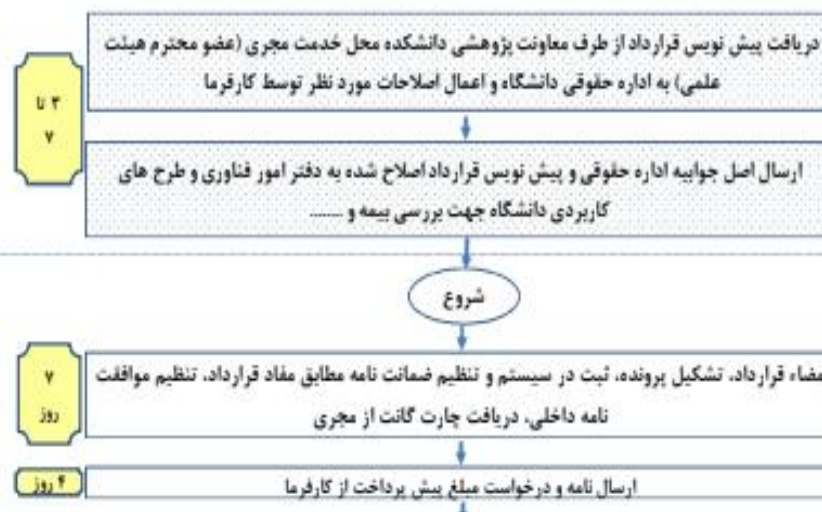 دریافت پیش نویس قرارداد از طرف معاونت پژوهشی دانشکده محل خدمت مجری (عضو محترم هیئت
علمی) به اداره حقوقی دانشگاه و اعمال اصلاحات مورد نظر توسط کارفرما
۳ تا
۷
ارسال اصل جوابیه اداره حقوقی و پیش نویس قرارداد اصلاح شده به دفتر امور فناوری و طرح های
کاربردی دانشگاه جهت بررسی بیمه و .......
شروع
مضاء قرارداد، تشکیل پرونده، ثبت در سیستم و تنظیم ضمانت نامه مطابق مفاد قرارداد، تنظیم موافقت
نامه داخلی، دریافت چارت گانت از مجری
۷
روز
ارسال نامه و درخواست مبلغ پیش پرداخت از کارفرما
۴ روز